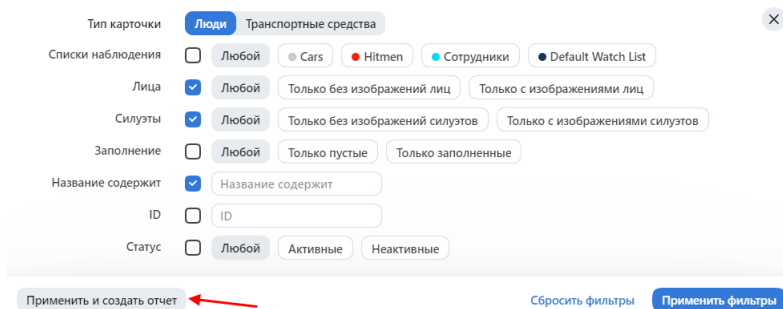 Тип карточки Люди Транспортные средства
Списки наблюдения Любой Cars Hitmen Сотрудники Default Watch List
Лица Любой Только без изображений лиц Только с изображениями лиц
Силуэты Любой Только без изображений силуэтов Только с изображениями силуэтов
Заполнение Любой Только пустые Только заполненные
Название содержит Название содержит
ID ID
Статус Любой Активные Неактивные
Применить и создать отчет Сбросить фильтры Применить фильтры